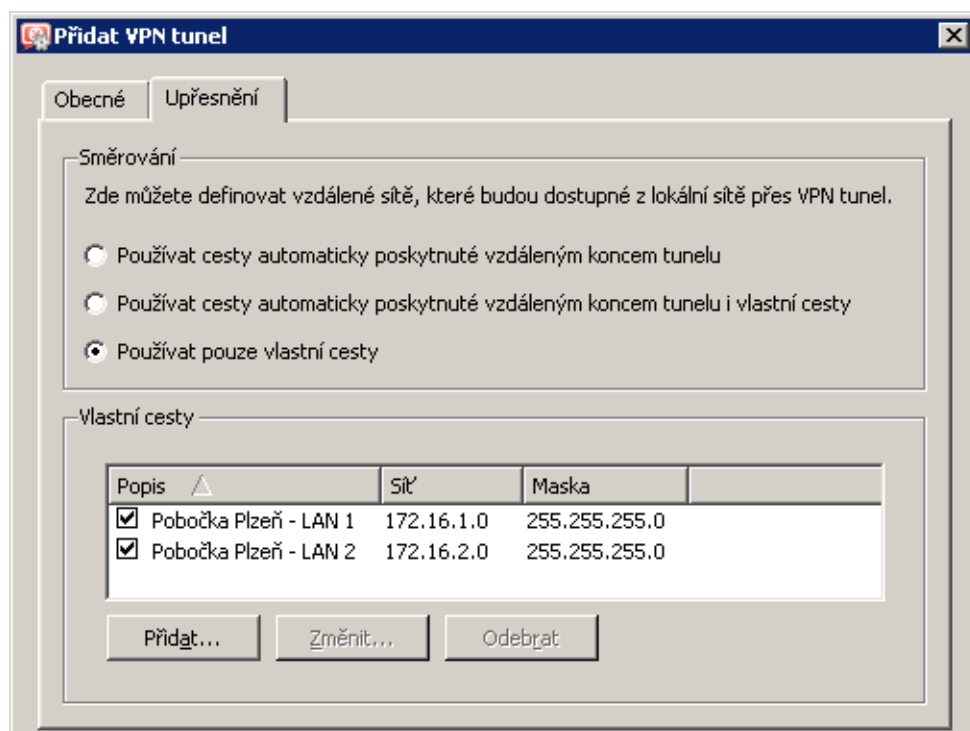 Přidat VPN tunel
Obecné
Upřesnění
Směrování
Zde můžete definovat vzdálené sítě, které budou dostupné z lokální sítě přes VPN tunel.
Používat cesty automaticky poskytnuté vzdáleným koncem tunelu
Používat cesty automaticky poskytnuté vzdáleným koncem tunelu i vlastní cesty
Používat pouze vlastní cesty
Vlastní cesty
Popis Síť Maska
Pobočka Plzeň - LAN 1 172.16.1.0 255.255.255.0
Pobočka Plzeň - LAN 2 172.16.2.0 255.255.255.0
Přidat... Změnit... Odebrat